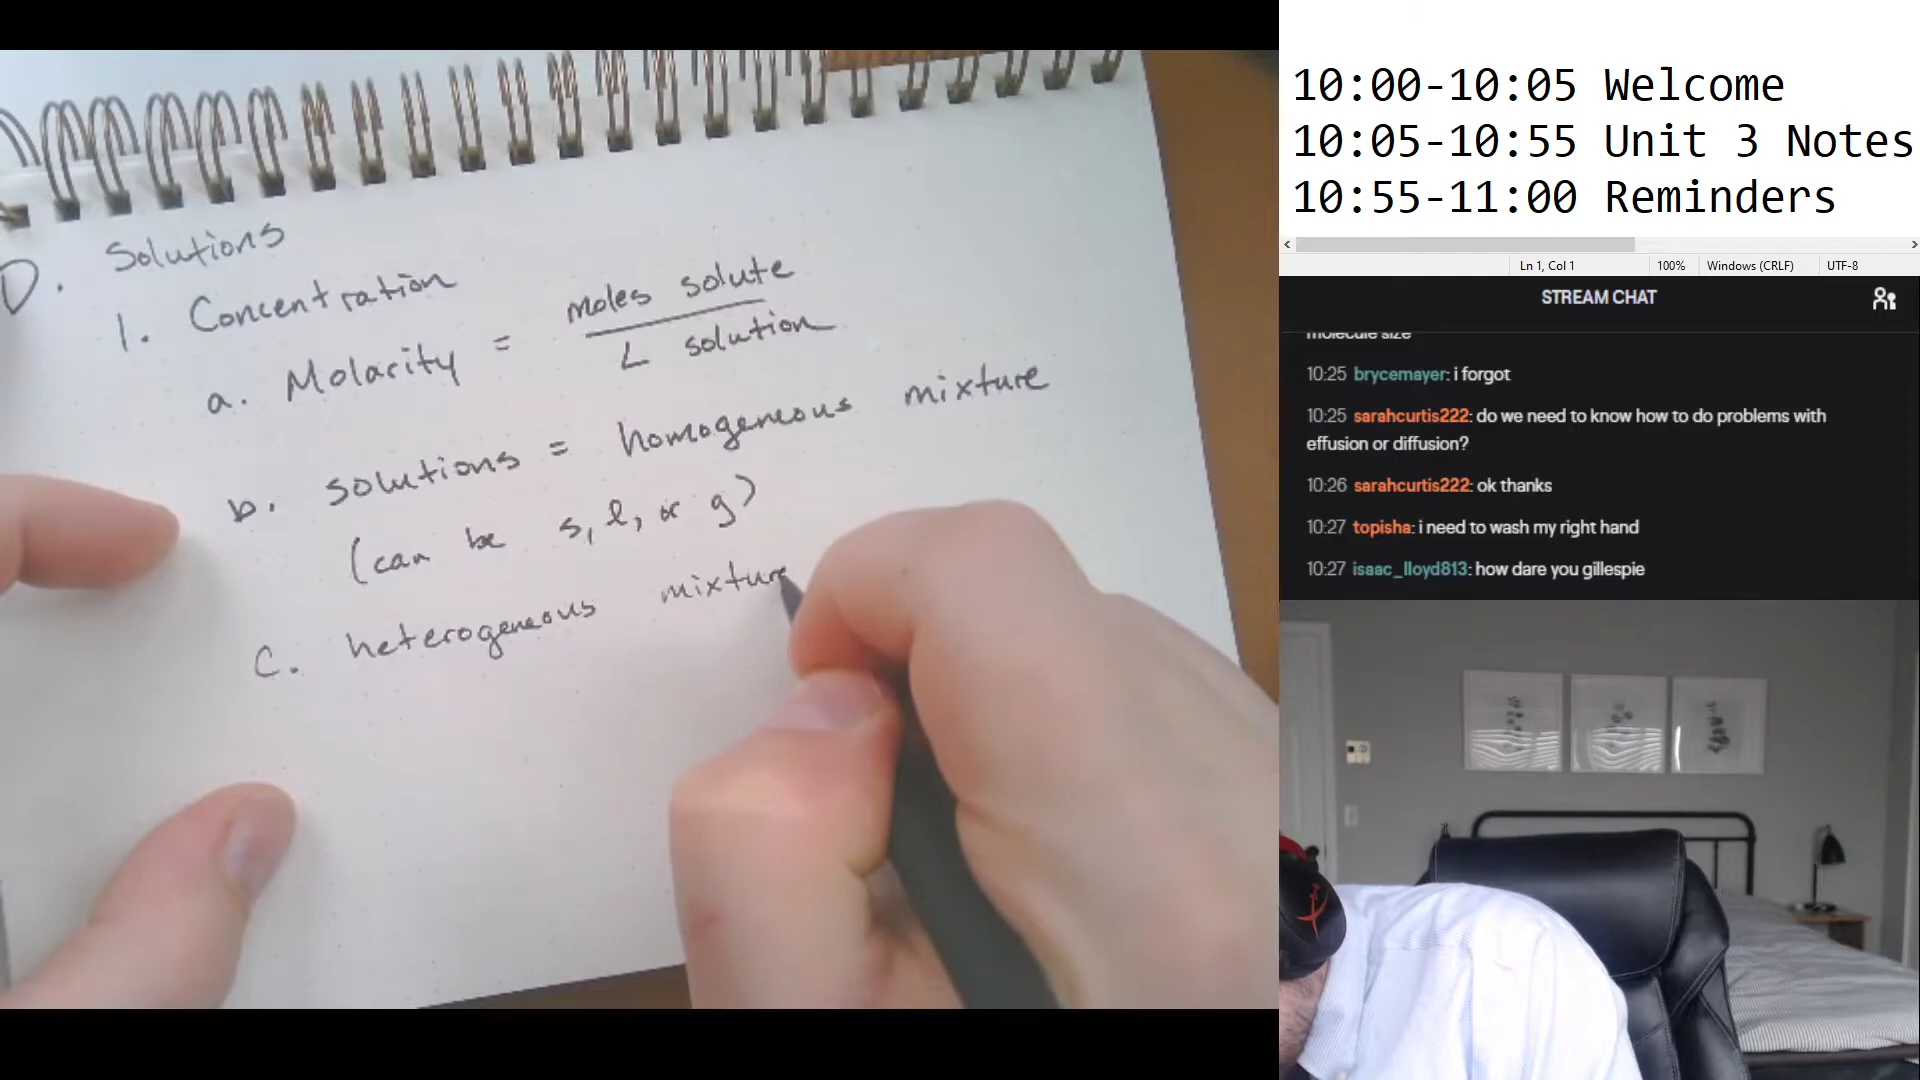 D. Solutions
1. Concentration
a. Molarity = moles solute
L solution
b. solutions = homogeneous mixture
(can be s, l, or g)
c. heterogeneous mixture
10:00-10:05 Welcome
10:05-10:55 Unit 3 Notes
10:55-11:00 Reminders
Ln 1, Col 1 100% Windows (CRLF) UTF-8
STREAM CHAT
molecule size
10:25 brycemayer: i forgot
10:25 sarahcurtis222: do we need to know how to do problems with
effusion or diffusion?
10:26 sarahcurtis222: ok thanks
10:27 topisha: i need to wash my right hand
10:27 isaac_lloyd813: how dare you gillespie